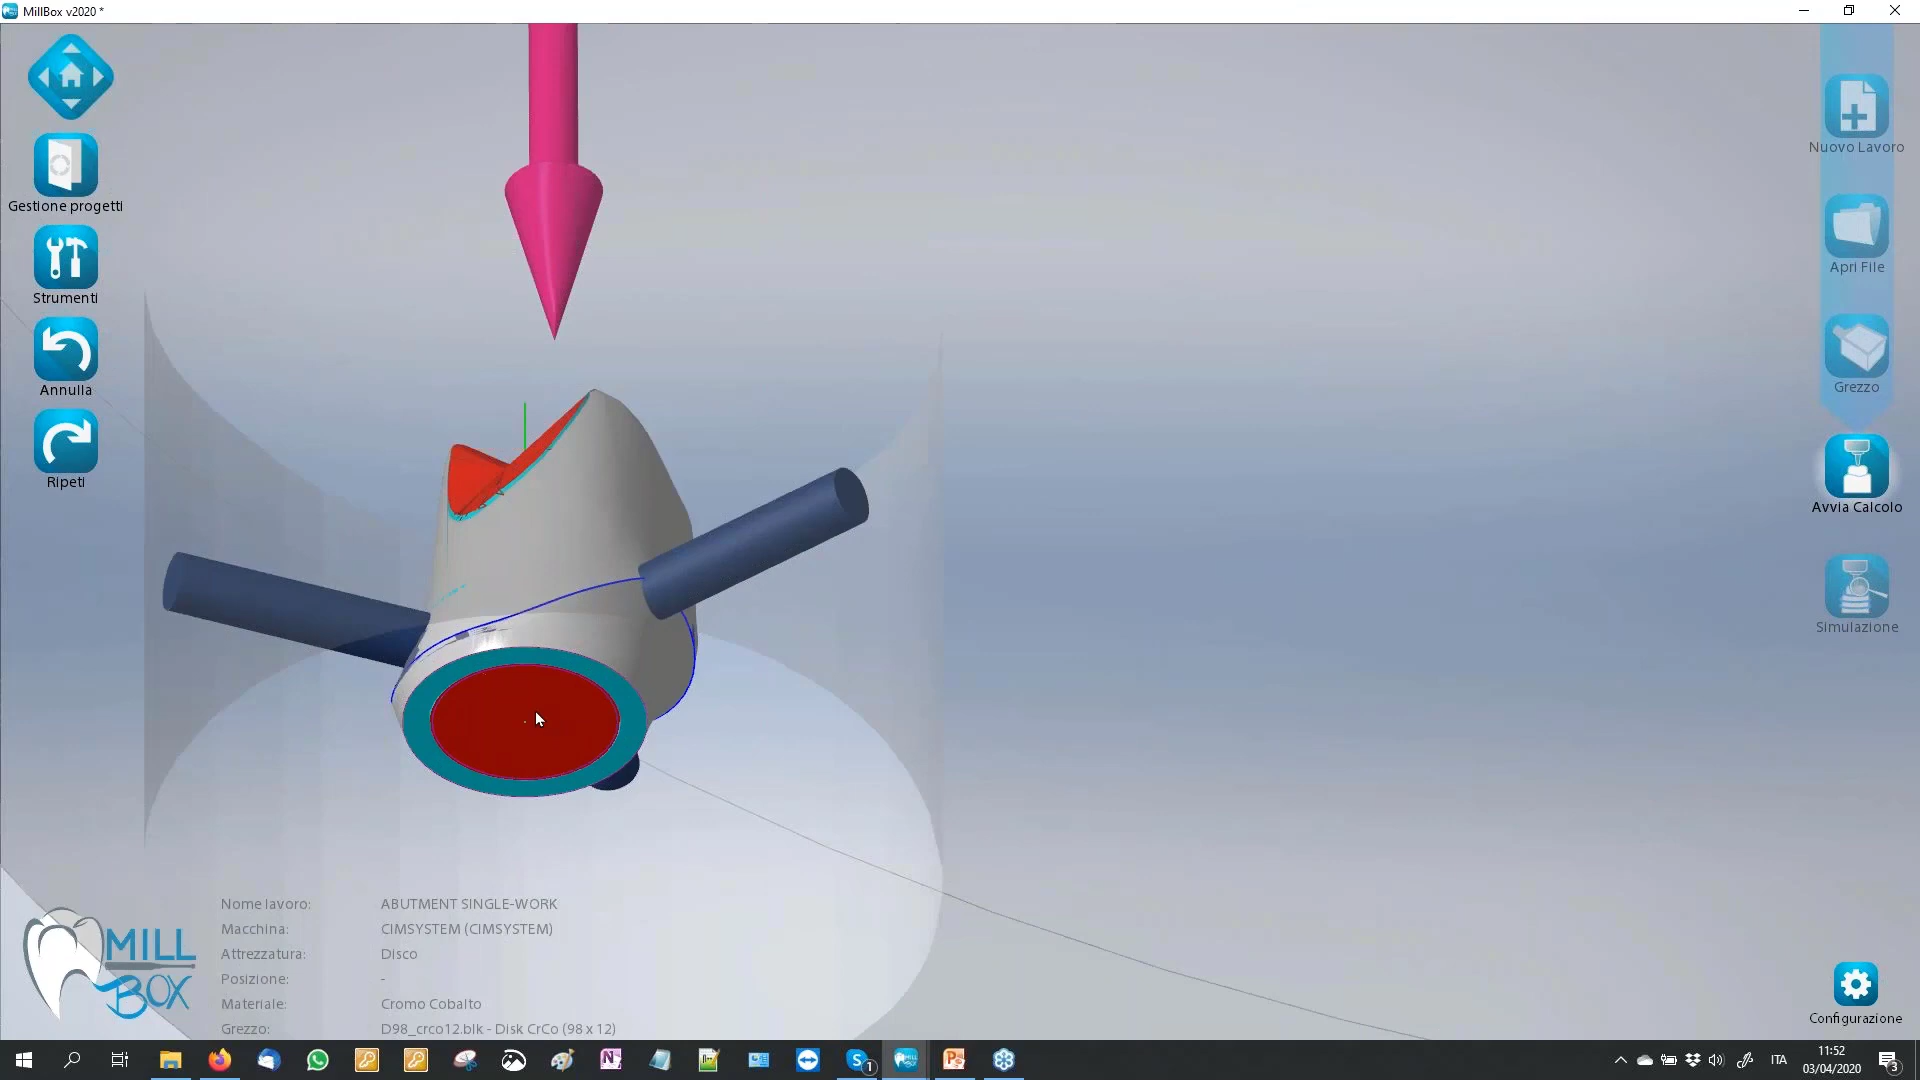 MillBox v2020 *
Gestione progetti
Strumenti
Annulla
Ripeti
Nuovo Lavoro
Apri File
Grezzo
Avvia Calcolo
Simulazione
Configurazione
MILL
BOX
Nome lavoro: ABUTMENT SINGLE-WORK
Macchina: CIMSYSTEM (CIMSYSTEM)
Attrezzatura: Disco
Posizione: -
Materiale: Cromo Cobalto
Grezzo: D98_crco12.blk - Disk CrCo (98 x 12)
ITA
11:52
03/04/2020
1
3